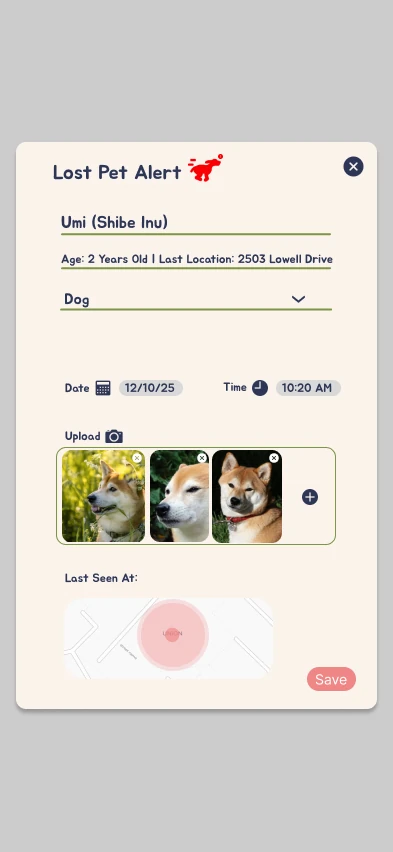 Lost Pet Alert
Umi (Shibe Inu)
Age: 2 Years Old | Last Location: 2503 Lowell Drive
Dog
Date 12/10/25 Time 10:20 AM
Upload
Last Seen At:
Save